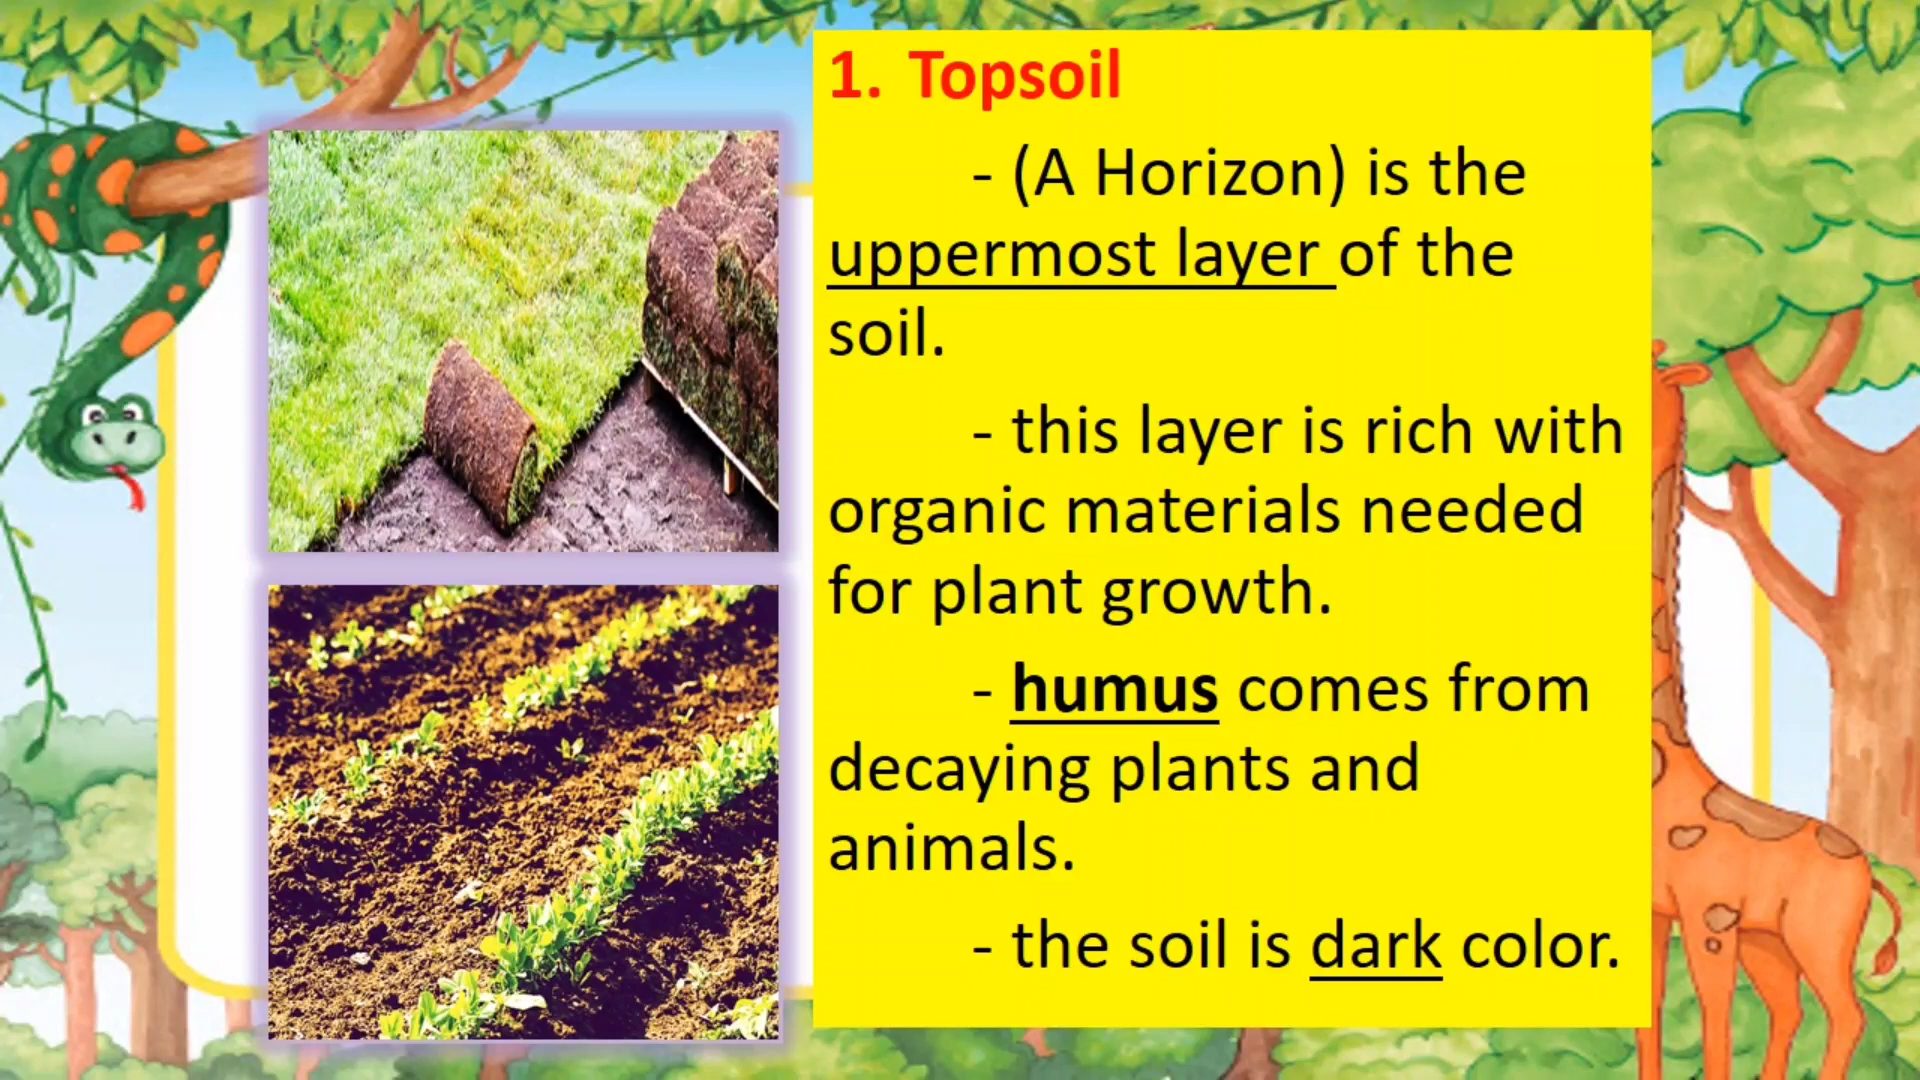 1. Topsoil
- (A Horizon) is the
uppermost layer of the
soil.
- this layer is rich with
organic materials needed
for plant growth.
- humus comes from
decaying plants and
animals.
- the soil is dark color.